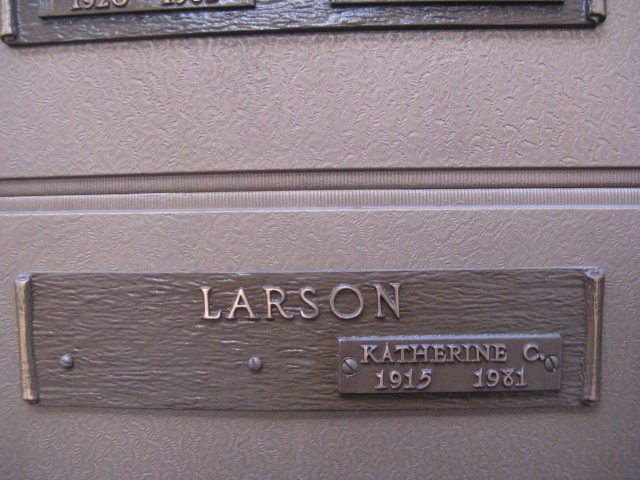 LARSON
KATHERINE C.
1915 1981